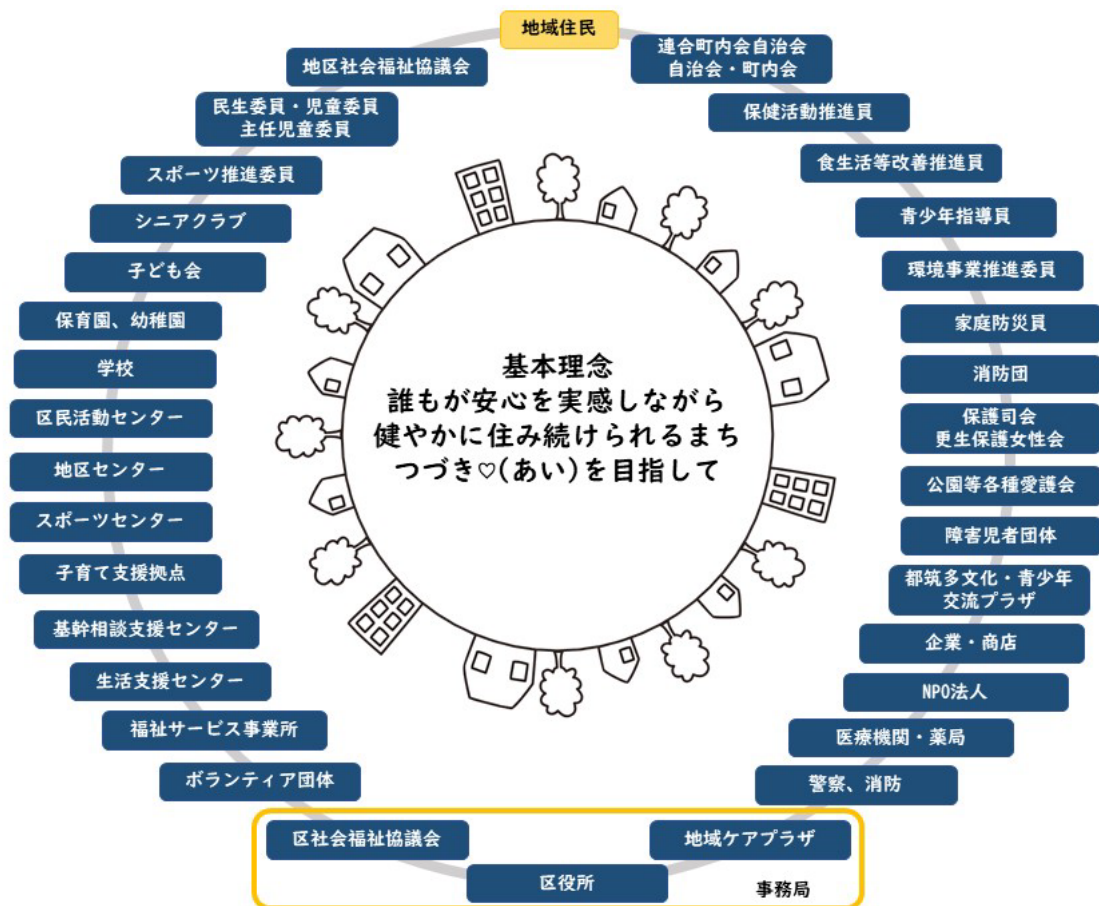 地域住民
連合町内会自治会
自治会・町内会
保健活動推進員
食生活等改善推進員
青少年指導員
環境事業推進委員
家庭防災員
消防団
保護司会
更生保護女性会
公園等各種愛護会
障害児者団体
都筑多文化・青少年
交流プラザ
企業・商店
NPO法人
医療機関・薬局
警察、消防
地区社会福祉協議会
民生委員・児童委員
主任児童委員
スポーツ推進委員
シニアクラブ
子ども会
保育園、幼稚園
学校
区民活動センター
地区センター
スポーツセンター
子育て支援拠点
基幹相談支援センター
生活支援センター
福祉サービス事業所
ボランティア団体
基本理念
誰もが安心を実感しながら
健やかに住み続けられるまち
つづき♡(あい)を目指して
区社会福祉協議会
地域ケアプラザ
区役所
事務局